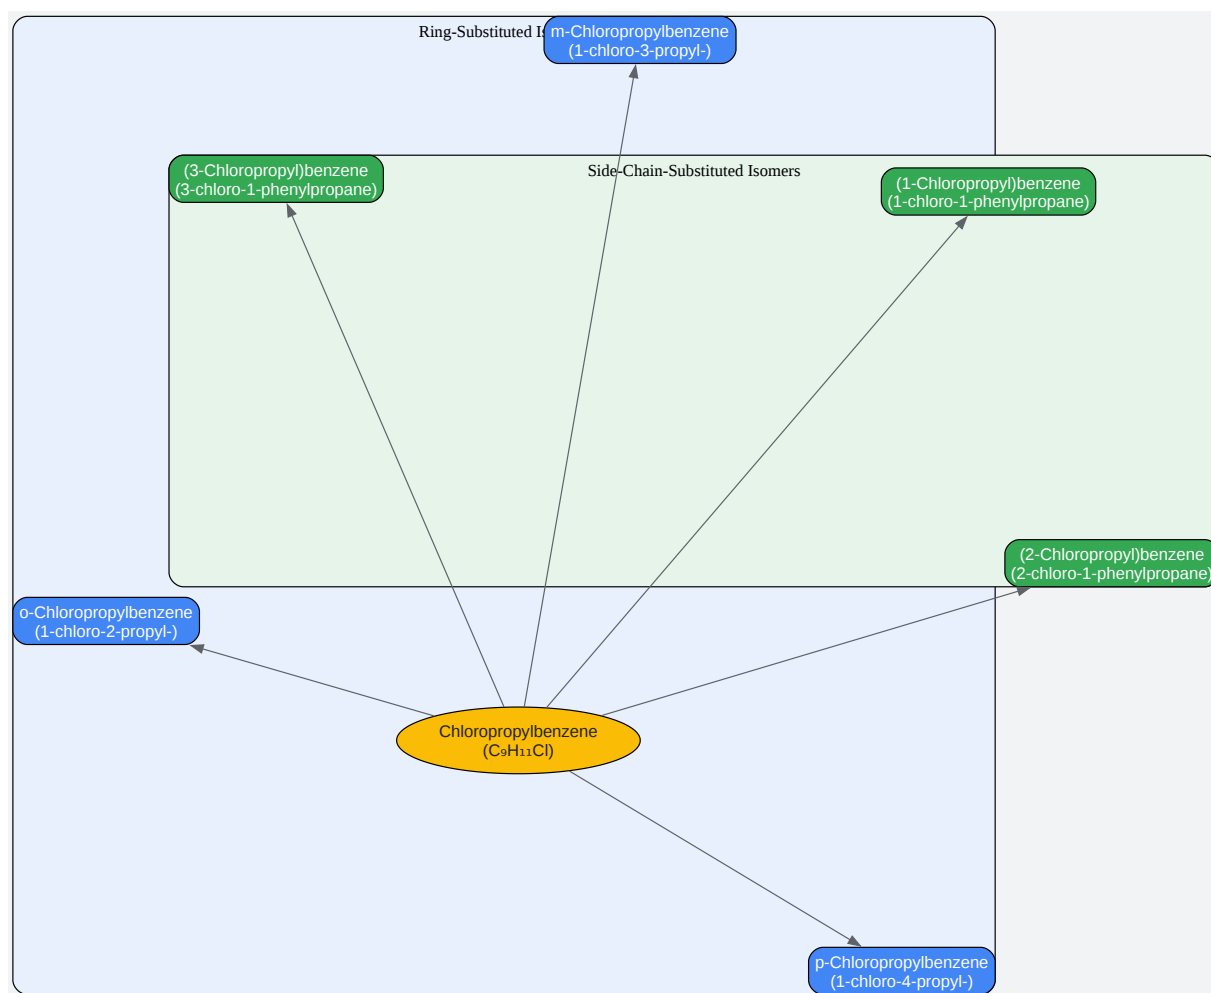 Ring-Substituted
m-Chloropropylbenzene
(1-chloro-3-propyl-)
(3-Chloropropyl)benzene
(3-chloro-1-phenylpropane)
Side-Chain-Substituted Isomers
(1-Chloropropyl)benzene
(1-chloro-1-phenylpropane)
(2-Chloropropyl)benzene
(2-chloro-1-phenylpropane)
o-Chloropropylbenzene
(1-chloro-2-propyl-)
Chloropropylbenzene
(C₉H₁₁Cl)
p-Chloropropylbenzene
(1-chloro-4-propyl-)